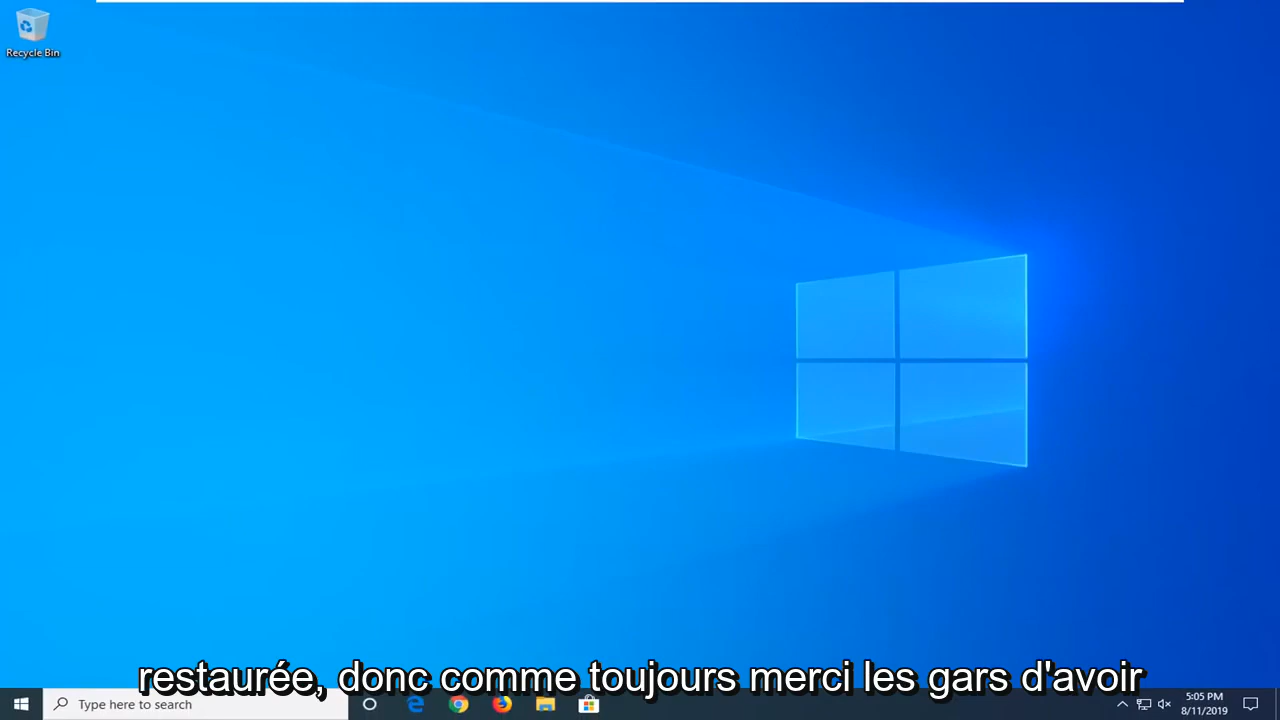 Recycle Bin
restaurée, donc comme toujours merci les gars d'avoir
Type here to search
5:05 PM
8/11/2019